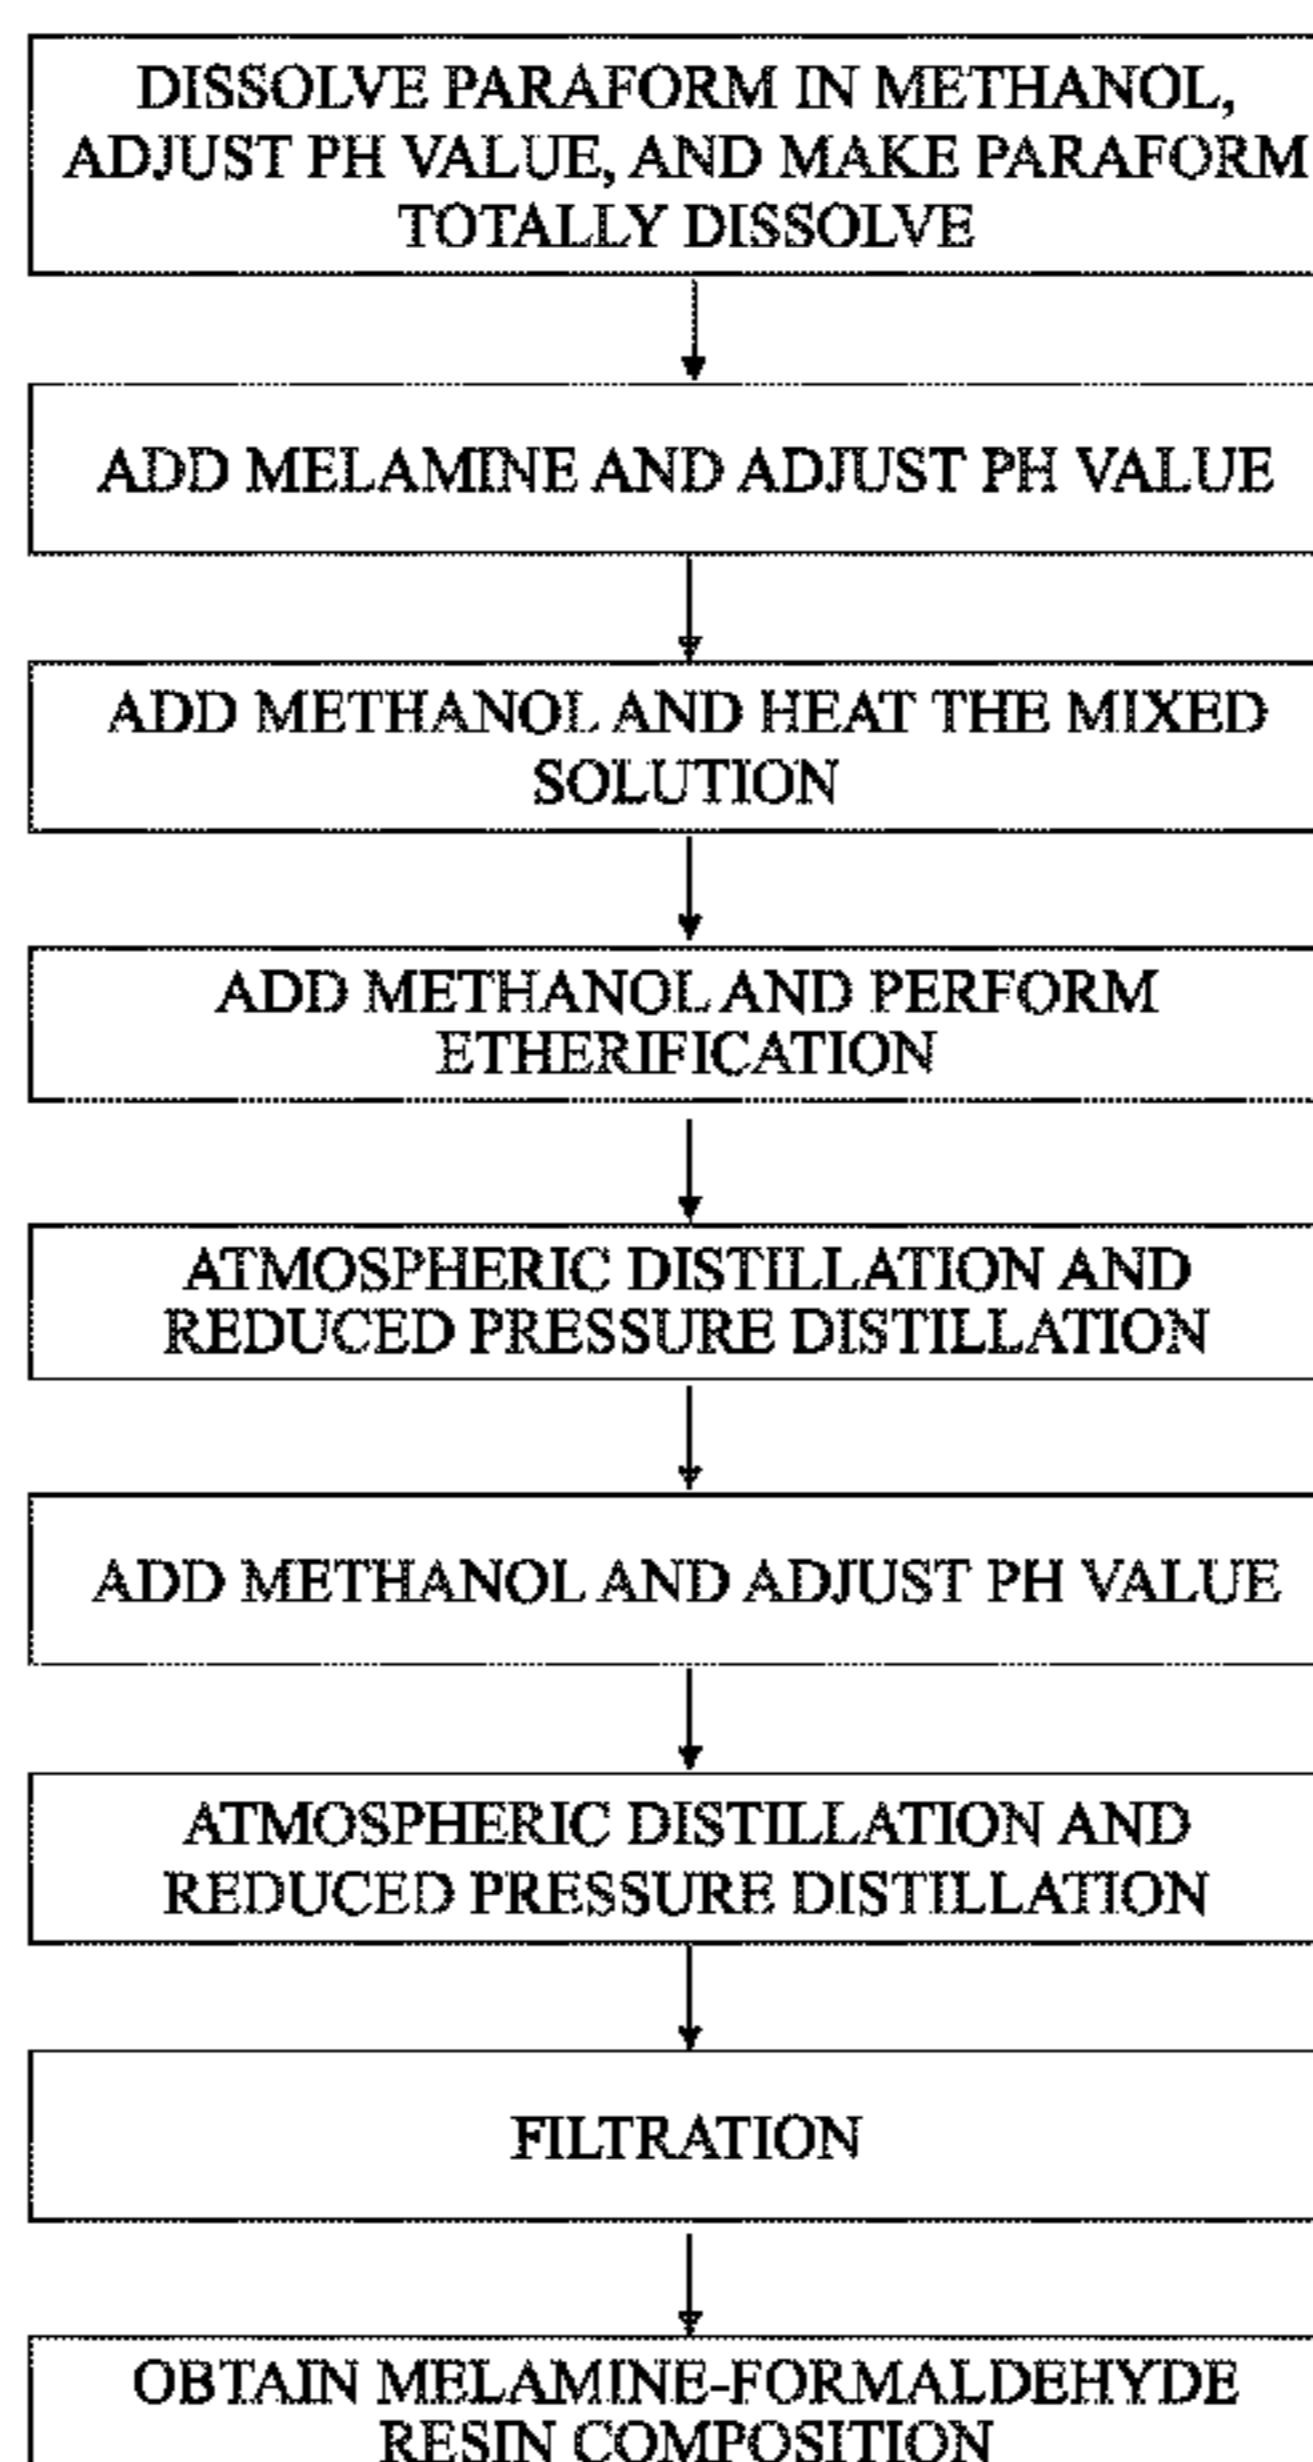 DISSOLVE PARAFORM IN METHANOL,
ADJUST PH VALUE, AND MAKE PARAFORM
TOTALLY DISSOLVE
ADD MELAMINE AND ADJUST PH VALUE
ADD METHANOL AND HEAT THE MIXED
SOLUTION
ADD METHANOL AND PERFORM
ETHERIFICATION
ATMOSPHERIC DISTILLATION AND
REDUCED PRESSURE DISTILLATION
ADD METHANOL AND ADJUST PH VALUE
ATMOSPHERIC DISTILLATION AND
REDUCED PRESSURE DISTILLATION
FILTRATION
OBTAIN MELAMINE-FORMALDEHYDE
RESIN COMPOSITION